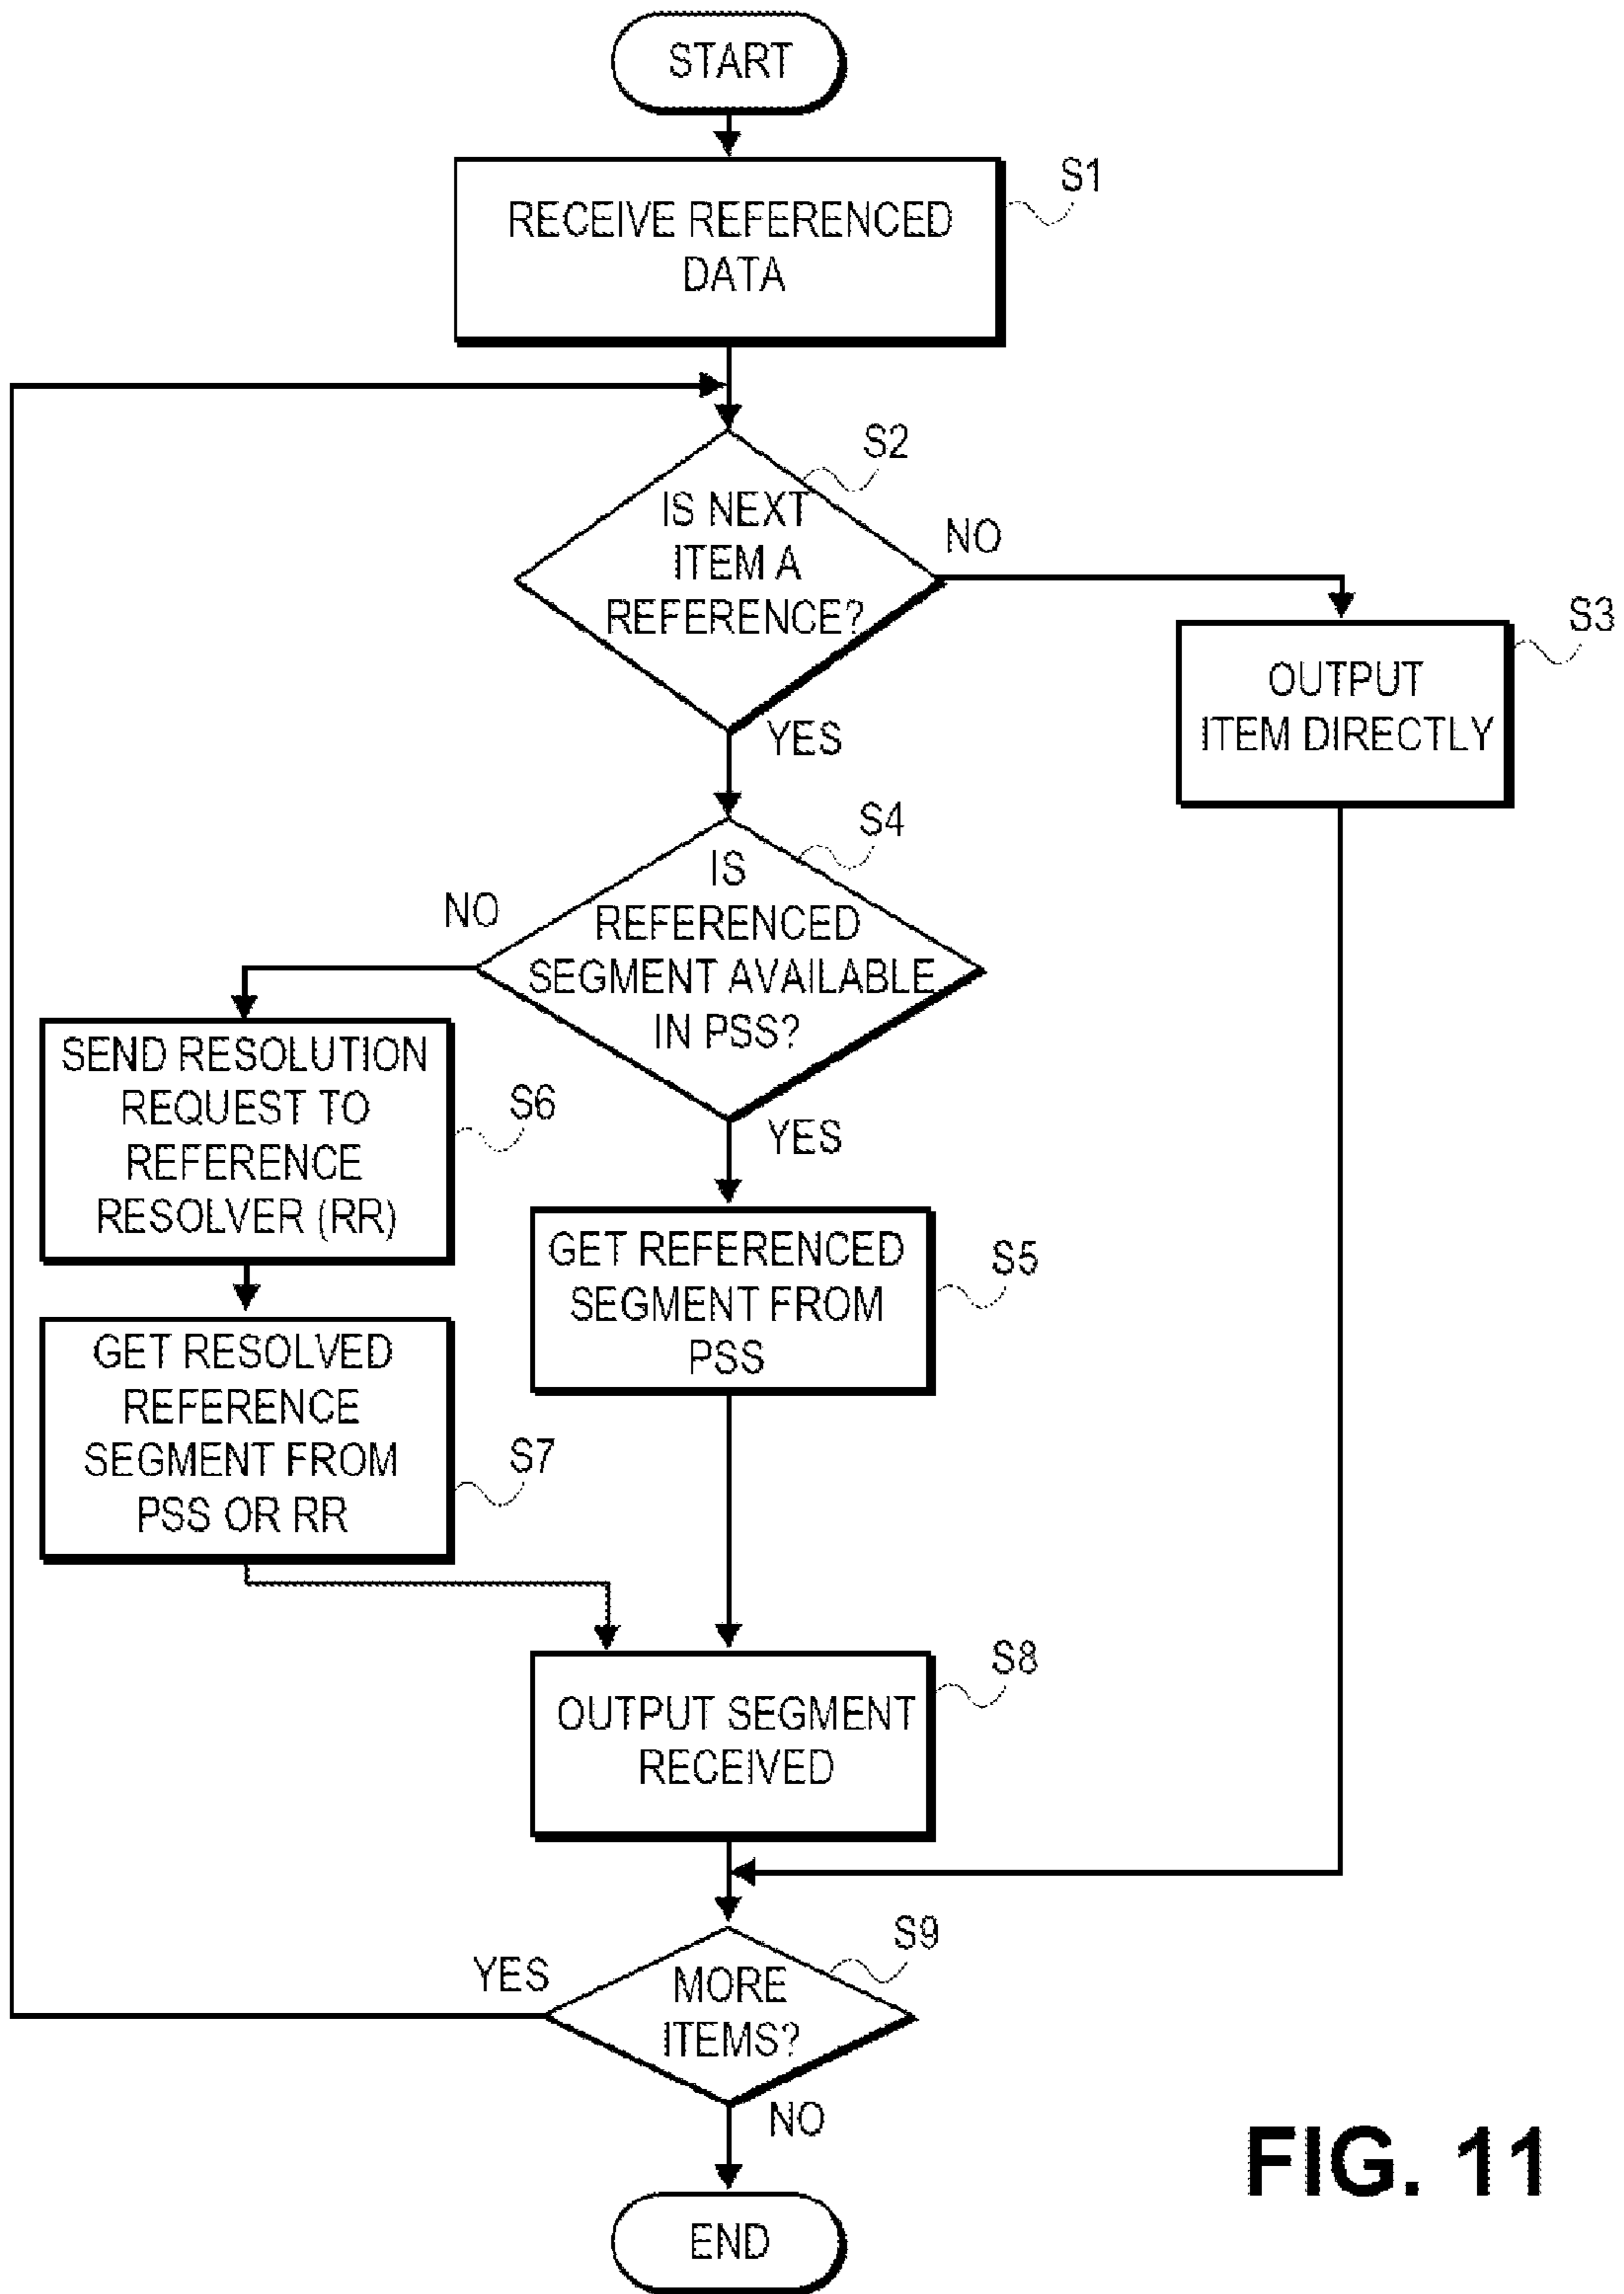 START
S1
RECEIVE REFERENCED
DATA
S2
IS NEXT
ITEM A
REFERENCE?
NO
YES
S3
OUTPUT
ITEM DIRECTLY
S4
IS
REFERENCED
SEGMENT AVAILABLE
IN PSS?
NO
YES
SEND RESOLUTION
REQUEST TO
REFERENCE
RESOLVER (RR)
S6
GET REFERENCED
SEGMENT FROM
PSS
S5
GET RESOLVED
REFERENCE
SEGMENT FROM
PSS OR RR
S7
S8
OUTPUT SEGMENT
RECEIVED
S9
YES
MORE
ITEMS?
NO
END
FIG. 11